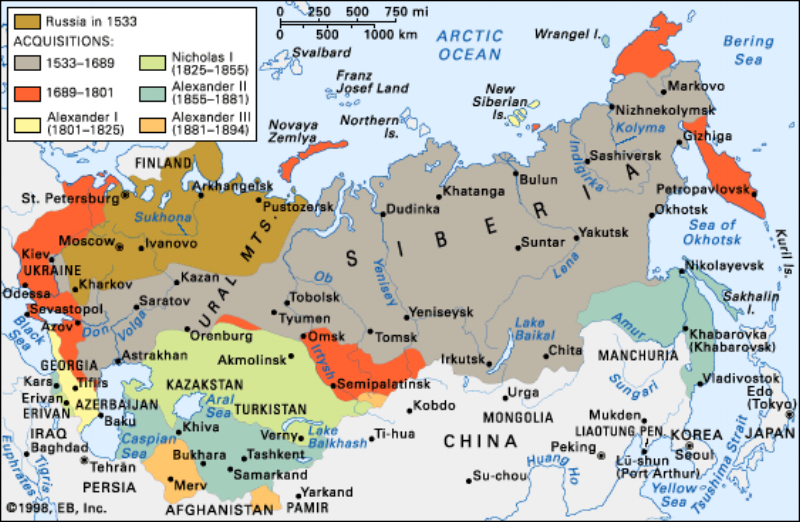 Russia in 1533
ACQUISITIONS:
1533–1689
1689–1801
Alexander I
(1801–1825)
Nicholas I
(1825–1855)
Alexander II
(1855–1881)
Alexander III
(1881–1894)
0 250 500 750 mi
0 500 1000 km
ARCTIC
OCEAN
Wrangel I.
Bering
Sea
Svalbard
Franz
Josef Land
Northern
Is.
New
Siberian
Is.
Novaya
Zemlya
Markovo
Nizhnekolymsk
Kolyma
Gizhiga
Indigirka
Sashiversk
FINLAND
St. Petersburg
Arkhangelsk
Pustozersk
Sukhona
Dudinka
Khatanga
Bulun
Petropavlovsk
Okhotsk
Sea of
Okhotsk
Kuril Is.
Moscow
Ivanovo
URAL MTS.
SIBERIA
Suntar
Yakutsk
Lena
Kiev
UKRAINE
Kharkov
Kazan
Ob
Yenisey
Nikolayevsk
Odessa
Sevastopol
Saratov
Tobolsk
Tyumen
Yeniseysk
Sakhalin
I.
Azov
Don
Volga
Black
Sea
Orenburg
Omsk
Tomsk
Lake
Baikal
Amur
Khabarovka
(Khabarovsk)
GEORGIA
Astrakhan
Akmolinsk
Irtysh
Irkutsk
Chita
MANCHURIA
Kars
Tiflis
KAZAKSTAN
Semipalatinsk
Sungari
Vladivostok
Erivan
ERIVAN
AZERBAIJAN
Aral
Sea
TURKISTAN
Kobdo
Urga
MONGOLIA
Edo
(Tokyo)
Baku
Khiva
Verny
Lake
Balkhash
Ti-hua
CHINA
Mukden
LIAOTUNG PEN.
KOREA
JAPAN
IRAQ
Baghdad
Caspian
Sea
Bukhara
Tashkent
Peking
Seoul
Tehrān
Samarkand
Su-chou
Huang Ho
Lü-shun
(Port Arthur)
Tsushima Strait
Euphrates
Tigris
PERSIA
Merv
Yarkand
Yellow
Sea
©1998, EB, Inc.
AFGHANISTAN
PAMIR